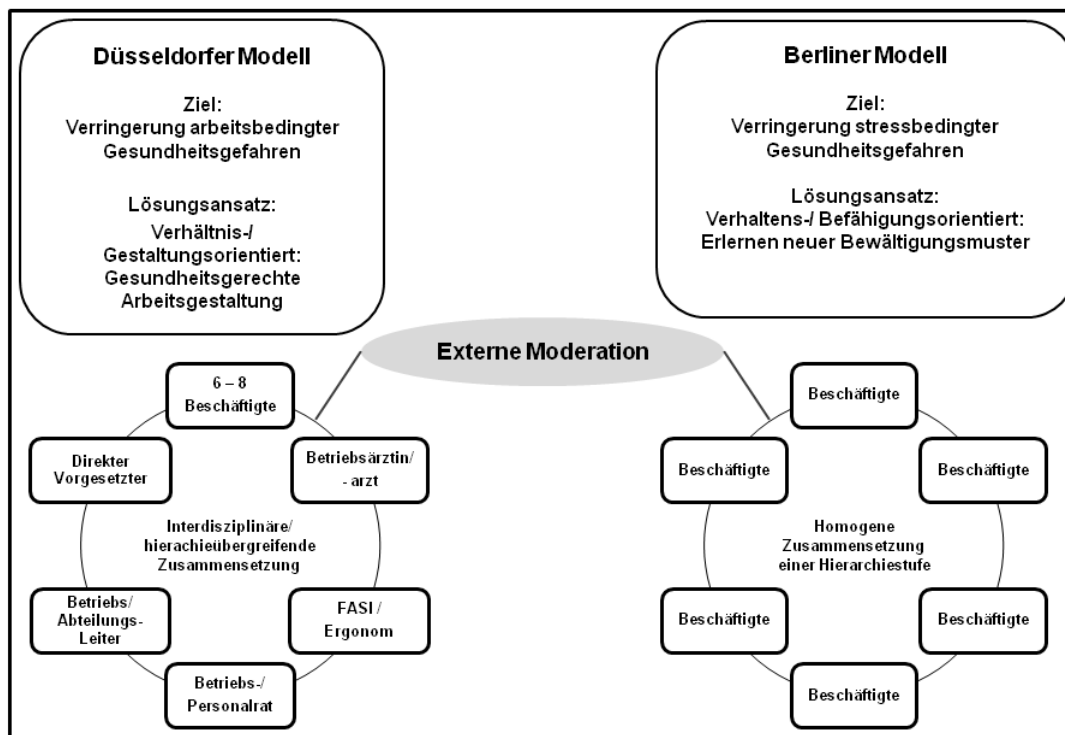 Düsseldorfer Modell
Ziel:
Verringerung arbeitsbedingter
Gesundheitsgefahren
Lösungsansatz:
Verhältnis-/
Gestaltungsorientiert:
Gesundheitsgerechte
Arbeitsgestaltung
Berliner Modell
Ziel:
Verringerung stressbedingter
Gesundheitsgefahren
Lösungsansatz:
Verhaltens-/ Befähigungsorientiert:
Erlernen neuer Bewältigungsmuster
Externe Moderation
6 – 8
Beschäftigte
Direkter
Vorgesetzter
Betriebsärztin/
- arzt
Interdisziplinäre/
hierachieübergreifende
Zusammensetzung
Betriebs/
Abteilungs-
Leiter
FASI /
Ergonom
Betriebs-/
Personalrat
Beschäftigte
Beschäftigte
Beschäftigte
Homogene
Zusammensetzung
einer Hierarchiestufe
Beschäftigte
Beschäftigte
Beschäftigte